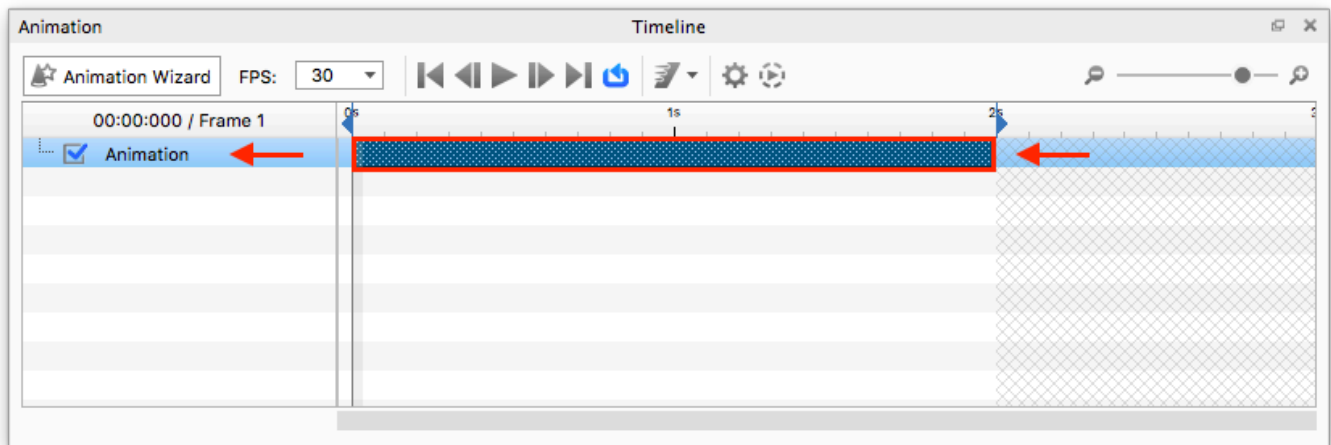 Animation Timeline
Animation Wizard FPS: 30
00:00:000 / Frame 1 0s 1s 2s 3
Animation